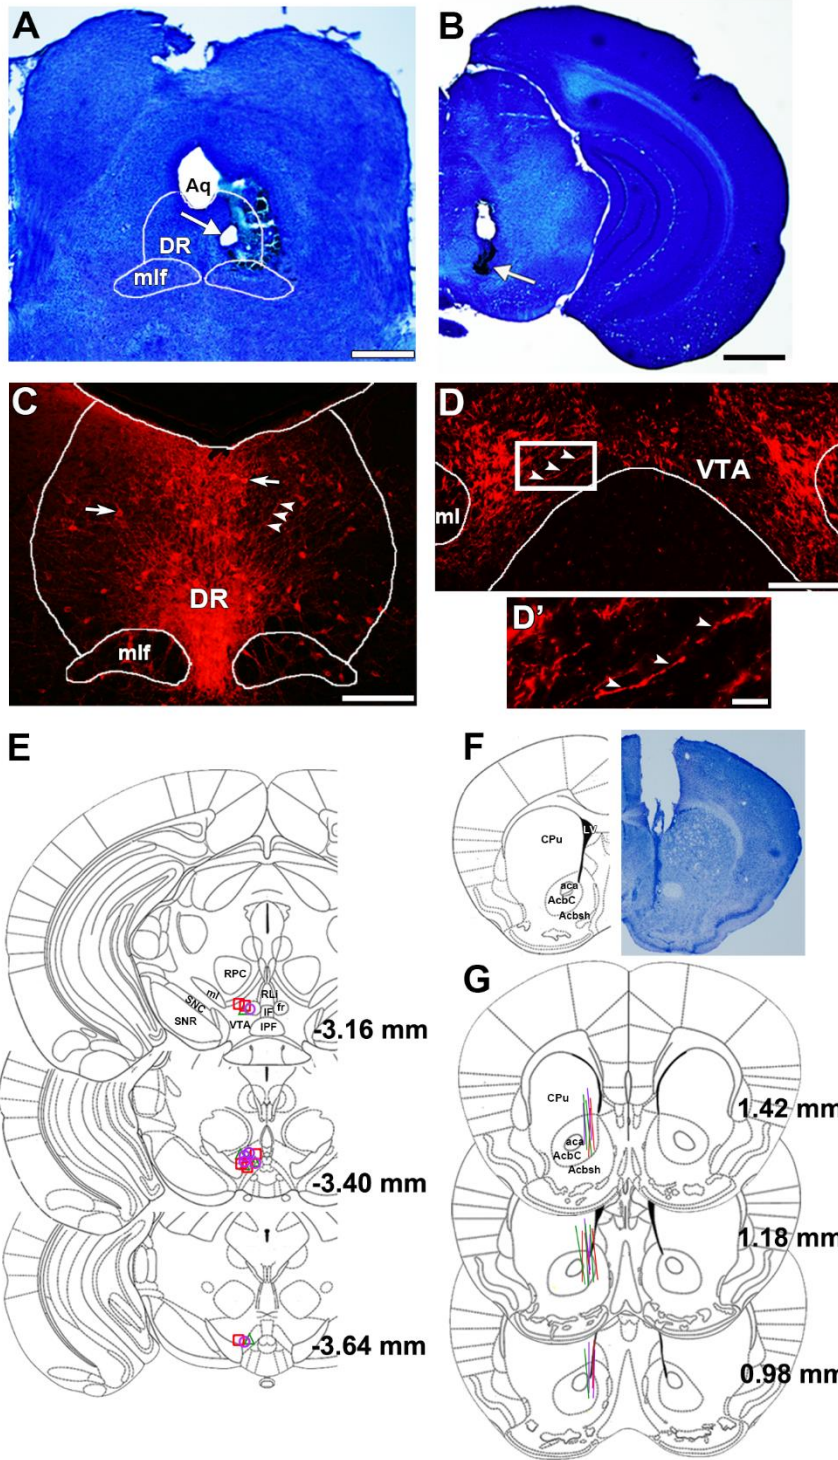 A
Aq
DR
mlf
B
C
DR
mlf
D
VTA
ml
D’
E
RPC
ml
RLi
SNC
fr
IF
SNR
VTA
IPF
-3.16 mm
-3.40 mm
-3.64 mm
F
CPu
LV
aca
AcbC
Acbsh
G
CPu
1.42 mm
aca
AcbC
Acbsh
1.18 mm
0.98 mm